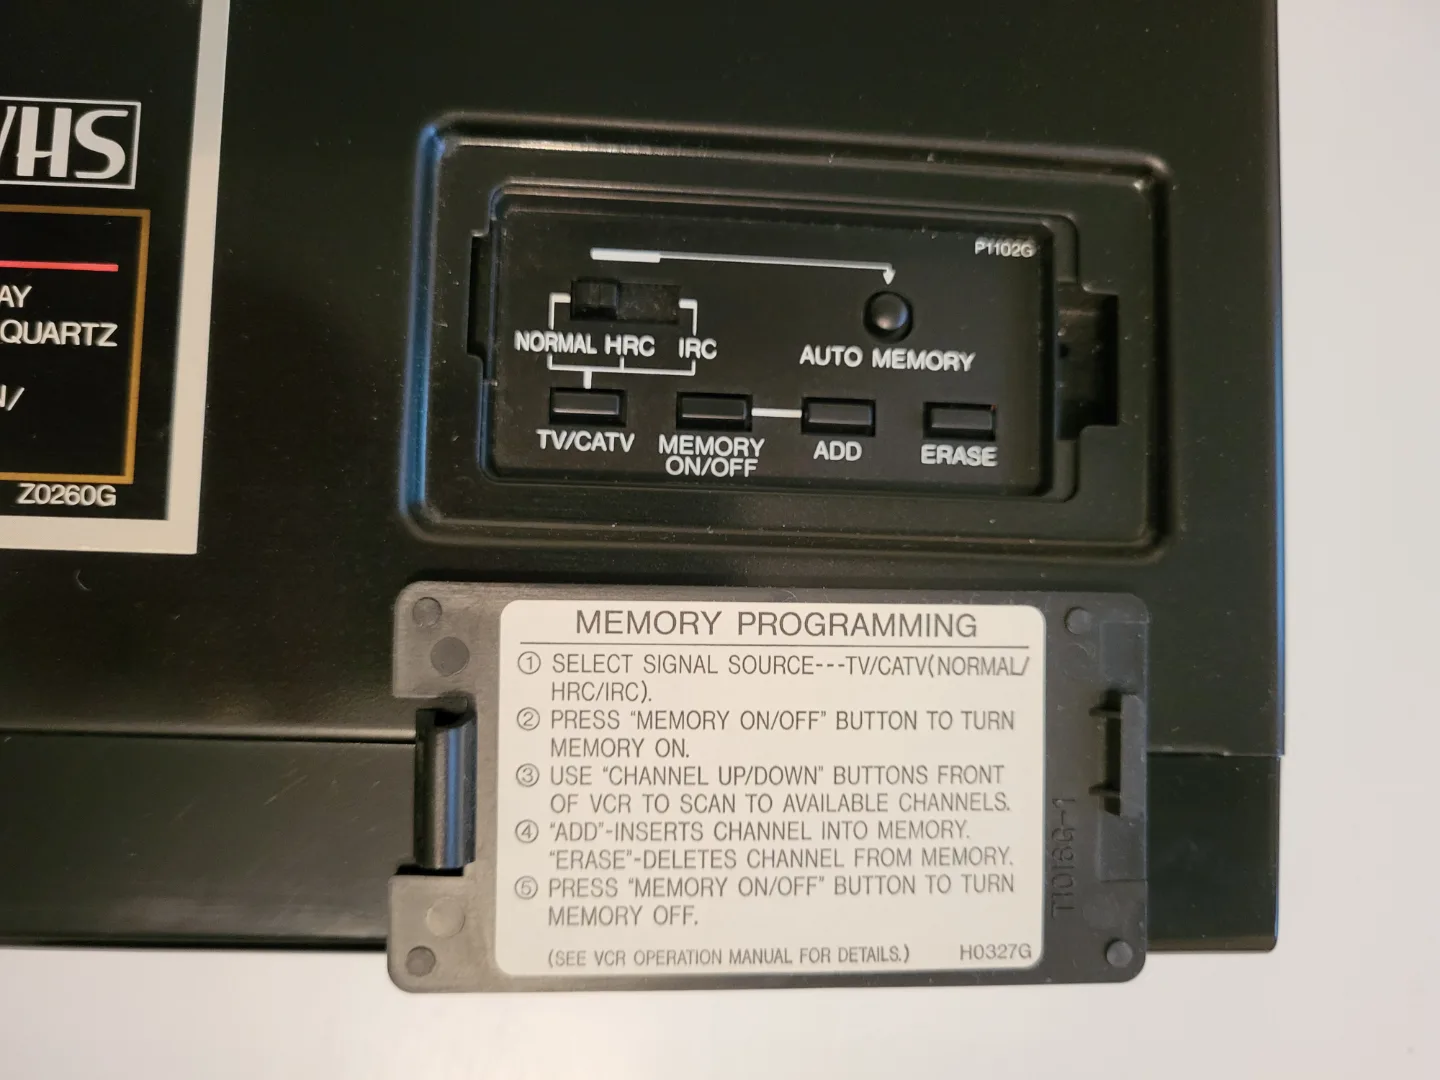 VHS
AY
QUARTZ
Z0260G
P1102G
NORMAL HRC IRC
AUTO MEMORY
TV/CATV
MEMORY
ON/OFF
ADD
ERASE
MEMORY PROGRAMMING
① SELECT SIGNAL SOURCE---TV/CATV(NORMAL/
HRC/IRC).
② PRESS "MEMORY ON/OFF" BUTTON TO TURN
MEMORY ON.
③ USE "CHANNEL UP/DOWN" BUTTONS FRONT
OF VCR TO SCAN TO AVAILABLE CHANNELS.
④ "ADD"-INSERTS CHANNEL INTO MEMORY.
"ERASE"-DELETES CHANNEL FROM MEMORY.
⑤ PRESS "MEMORY ON/OFF" BUTTON TO TURN
MEMORY OFF.
(SEE VCR OPERATION MANUAL FOR DETAILS.) H0327G